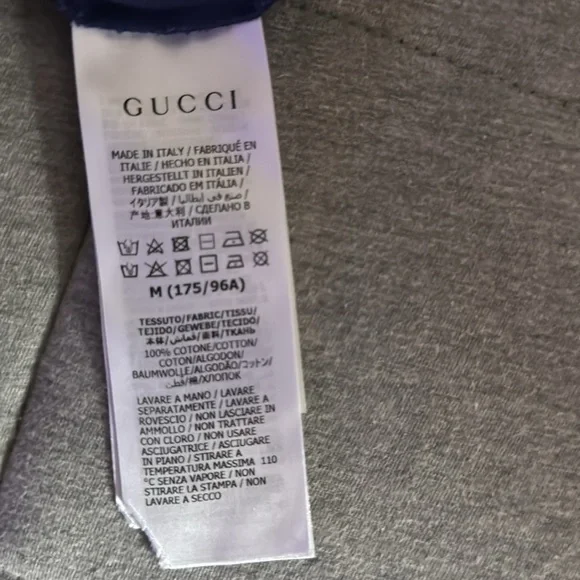 GUCCI
MADE IN ITALY / FABRIQUÉ EN
ITALIE / HECHO EN ITALIA /
HERGESTELLT IN ITALIEN /
FABRICADO EM ITÁLIA /
イタリア製 / صنع في ايطاليا /
产地:意大利 / СДЕЛАНО В
ИТАЛИИ
M (175/96A)
TESSUTO/FABRIC/TISSU/
TEJIDO/GEWEBE/TECIDO/
本体/قماش/面料/ТКАНЬ
100% COTONE/COTTON/
COTON/ALGODON/
BAUMWOLLE/ALGODÃO/コットン/
قطن/棉/ХЛОПОК
LAVARE A MANO / LAVARE
SEPARATAMENTE / LAVARE A
ROVESCIO / NON LASCIARE IN
AMMOLLO / NON TRATTARE
CON CLORO / NON USARE
ASCIUGATRICE / ASCIUGARE
IN PIANO / STIRARE A
TEMPERATURA MASSIMA 110
°C SENZA VAPORE / NON
STIRARE LA STAMPA / NON
LAVARE A SECCO